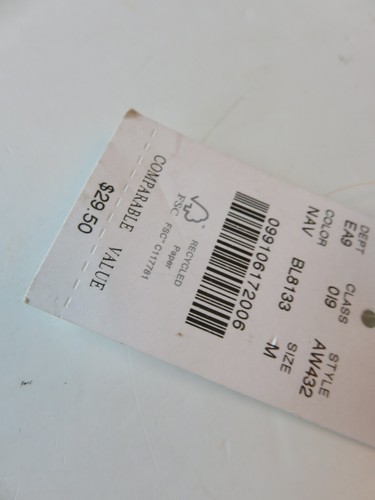 DEPT CLASS STYLE
EA9 0/9 AW432
COLOR SIZE
NAV BL8133 M
099106172006
RECYCLED
Paper
FSC FSC™ C117781
COMPARABLE VALUE
$29.50